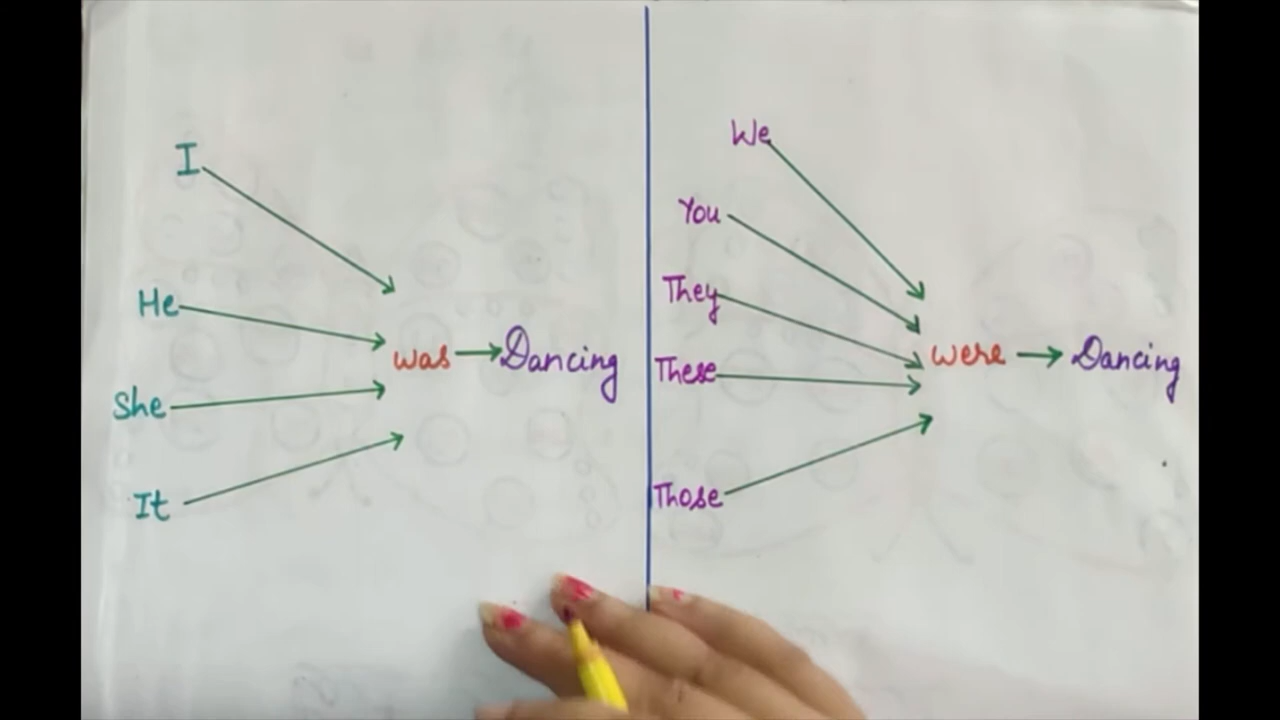 I
He
She
It
was → Dancing
We
You
They
These
Those
were → Dancing